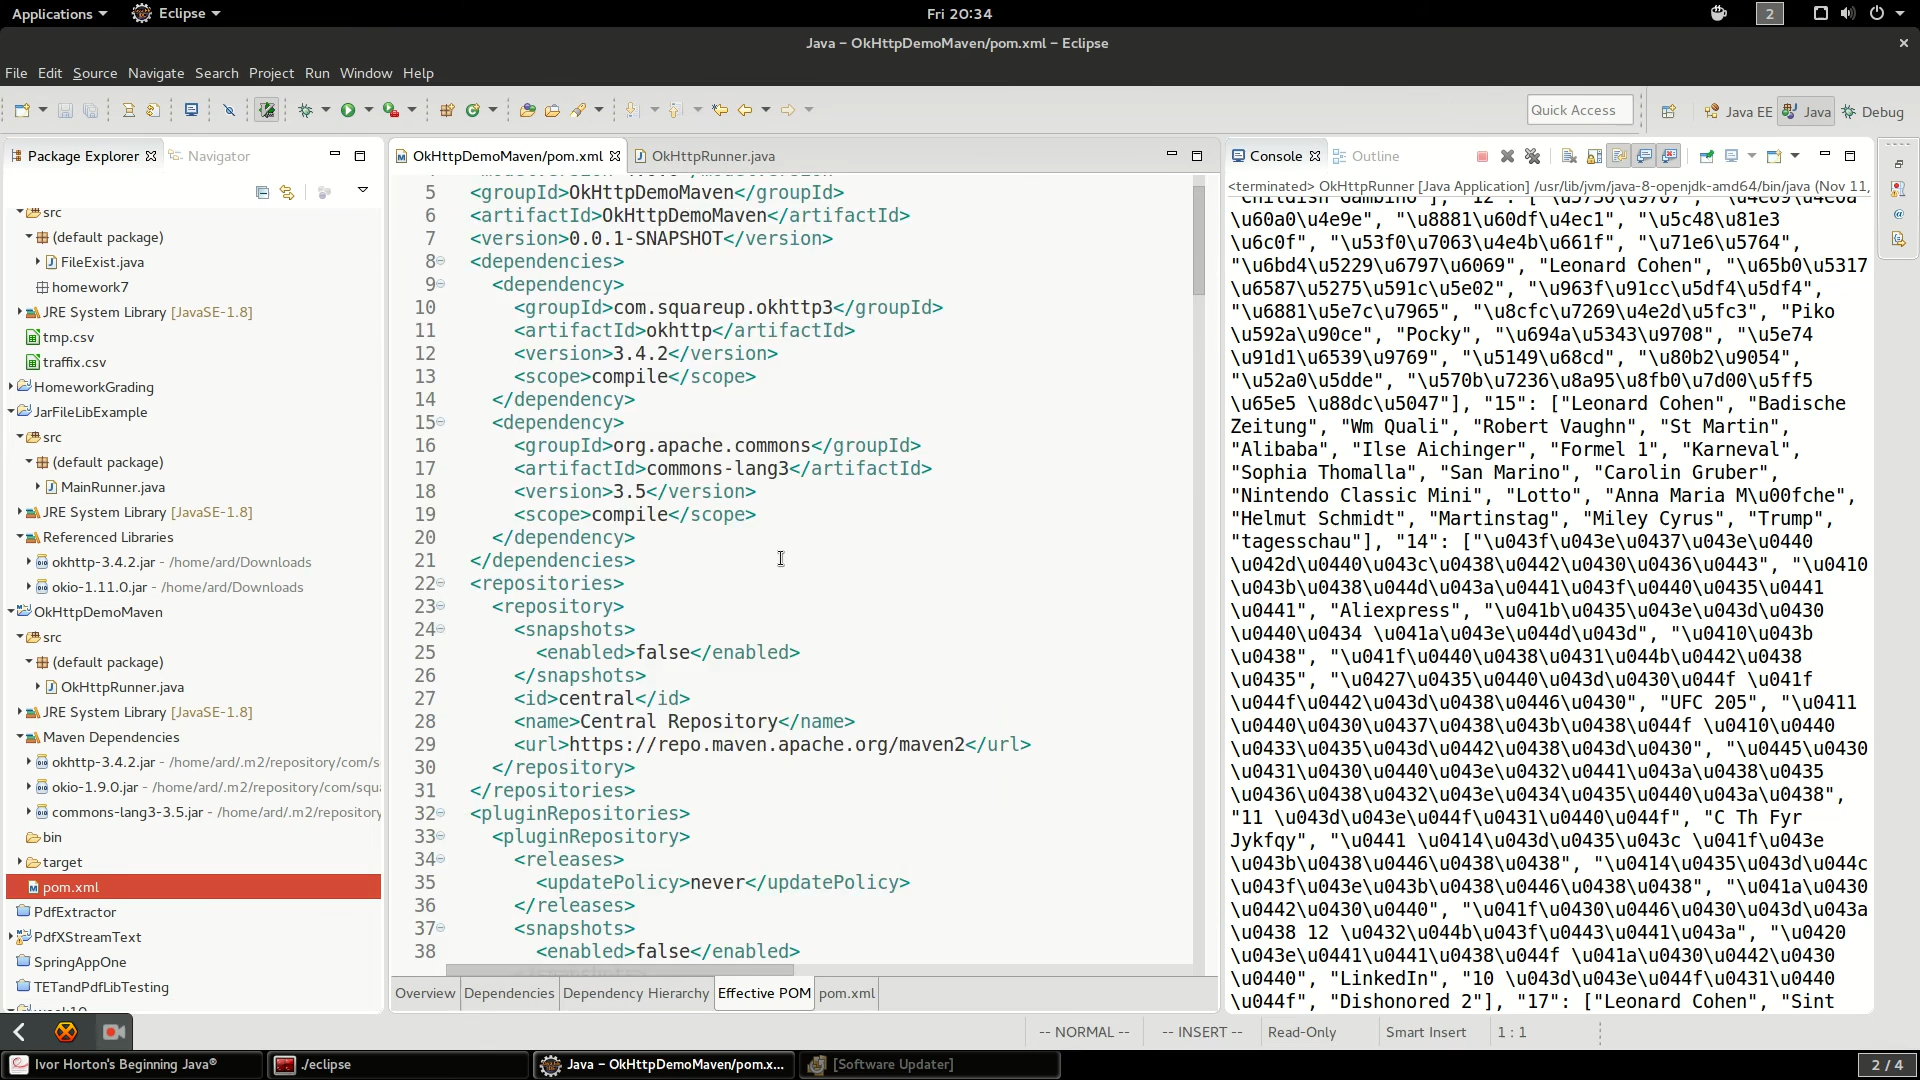 Applications
Eclipse
Fri 20:34
2
Java – OkHttpDemoMaven/pom.xml – Eclipse
File Edit Source Navigate Search Project Run Window Help
Quick Access
Java EE
Java
Debug
Package Explorer
Navigator
src
(default package)
FileExist.java
homework7
JRE System Library [JavaSE-1.8]
tmp.csv
traffix.csv
HomeworkGrading
JarFileLibExample
src
(default package)
MainRunner.java
JRE System Library [JavaSE-1.8]
Referenced Libraries
okhttp-3.4.2.jar - /home/ard/Downloads
okio-1.11.0.jar - /home/ard/Downloads
OkHttpDemoMaven
src
(default package)
OkHttpRunner.java
JRE System Library [JavaSE-1.8]
Maven Dependencies
okhttp-3.4.2.jar - /home/ard/.m2/repository/com/s
okio-1.9.0.jar - /home/ard/.m2/repository/com/squa
commons-lang3-3.5.jar - /home/ard/.m2/repository
bin
target
pom.xml
PdfExtractor
PdfXStreamText
SpringAppOne
TETandPdfLibTesting
OkHttpDemoMaven/pom.xml
OkHttpRunner.java
5 <groupId>OkHttpDemoMaven</groupId>
6 <artifactId>OkHttpDemoMaven</artifactId>
7 <version>0.0.1-SNAPSHOT</version>
8 <dependencies>
9 <dependency>
10 <groupId>com.squareup.okhttp3</groupId>
11 <artifactId>okhttp</artifactId>
12 <version>3.4.2</version>
13 <scope>compile</scope>
14 </dependency>
15 <dependency>
16 <groupId>org.apache.commons</groupId>
17 <artifactId>commons-lang3</artifactId>
18 <version>3.5</version>
19 <scope>compile</scope>
20 </dependency>
21 </dependencies>
22 <repositories>
23 <repository>
24 <snapshots>
25 <enabled>false</enabled>
26 </snapshots>
27 <id>central</id>
28 <name>Central Repository</name>
29 <url>https://repo.maven.apache.org/maven2</url>
30 </repository>
31 </repositories>
32 <pluginRepositories>
33 <pluginRepository>
34 <releases>
35 <updatePolicy>never</updatePolicy>
36 </releases>
37 <snapshots>
38 <enabled>false</enabled>
Overview
Dependencies
Dependency Hierarchy
Effective POM
pom.xml
Console
Outline
<terminated> OkHttpRunner [Java Application] /usr/lib/jvm/java-8-openjdk-amd64/bin/java (Nov 11,
\u60a0\u4e9e", "\u8881\u60df\u4ec1", "\u5c48\u81e3
\u6c0f", "\u53f0\u7063\u4e4b\u661f", "\u71e6\u5764",
"\u6bd4\u5229\u6797\u6069", "Leonard Cohen", "\u65b0\u5317
\u6587\u5275\u591c\u5e02", "\u963f\u91cc\u5df4\u5df4",
"\u6881\u5e7c\u7965", "\u8cfc\u7269\u4e2d\u5fc3", "Piko
\u592a\u90ce", "Pocky", "\u694a\u5343\u9708", "\u5e74
\u91d1\u6539\u9769", "\u5149\u68cd", "\u80b2\u9054",
"\u52a0\u5dde", "\u570b\u7236\u8a95\u8fb0\u7d00\u5ff5
\u65e5 \u88dc\u5047"], "15": ["Leonard Cohen", "Badische
Zeitung", "Wm Quali", "Robert Vaughn", "St Martin",
"Alibaba", "Ilse Aichinger", "Formel 1", "Karneval",
"Sophia Thomalla", "San Marino", "Carolin Gruber",
"Nintendo Classic Mini", "Lotto", "Anna Maria M\u00fche",
"Helmut Schmidt", "Martinstag", "Miley Cyrus", "Trump",
"tagesschau"], "14": ["\u043f\u043e\u0437\u043e\u0440
\u042d\u0440\u043c\u0438\u0442\u0430\u0436\u0443", "\u0410
\u043b\u0438\u044d\u043a\u0441\u043f\u0440\u0435\u0441
\u0441", "Aliexpress", "\u041b\u0435\u043e\u043d\u0430
\u0440\u0434 \u041a\u043e\u044d\u043d", "\u0410\u043b
\u0438", "\u041f\u0440\u0438\u0431\u044b\u0442\u0438
\u0435", "\u0427\u0435\u0440\u043d\u0430\u044f \u041f
\u044f\u0442\u043d\u0438\u0446\u0430", "UFC 205", "\u0411
\u0440\u0430\u0437\u0438\u043b\u0438\u044f \u0410\u0440
\u0433\u0435\u043d\u0442\u0438\u043d\u0430", "\u0445\u0430
\u0431\u0430\u0440\u043e\u0432\u0441\u043a\u0438\u0435
\u0436\u0438\u0432\u043e\u0434\u0435\u0440\u043a\u0438",
"11 \u043d\u043e\u044f\u0431\u0440\u044f", "C Th Fyr
Jykfqy", "\u0441 \u0414\u043d\u0435\u043c \u041f\u043e
\u043b\u0438\u0446\u0438\u0438", "\u0414\u0435\u043d\u044c
\u043f\u043e\u043b\u0438\u0446\u0438\u0438", "\u041a\u0430
\u0442\u0430\u0440", "\u041f\u0430\u0446\u0430\u043d\u043a
\u0438 12 \u0432\u044b\u043f\u0443\u0441\u043a", "\u0420
\u043e\u0441\u0441\u0438\u044f \u041a\u0430\u0442\u0430
\u0440", "LinkedIn", "10 \u043d\u043e\u044f\u0431\u0440
\u044f", "Dishonored 2"], "17": ["Leonard Cohen", "Sint
-- NORMAL --
-- INSERT --
Read-Only
Smart Insert
1 : 1
Ivor Horton's Beginning Java®
./eclipse
Java – OkHttpDemoMaven/pom.x...
[Software Updater]
2 / 4